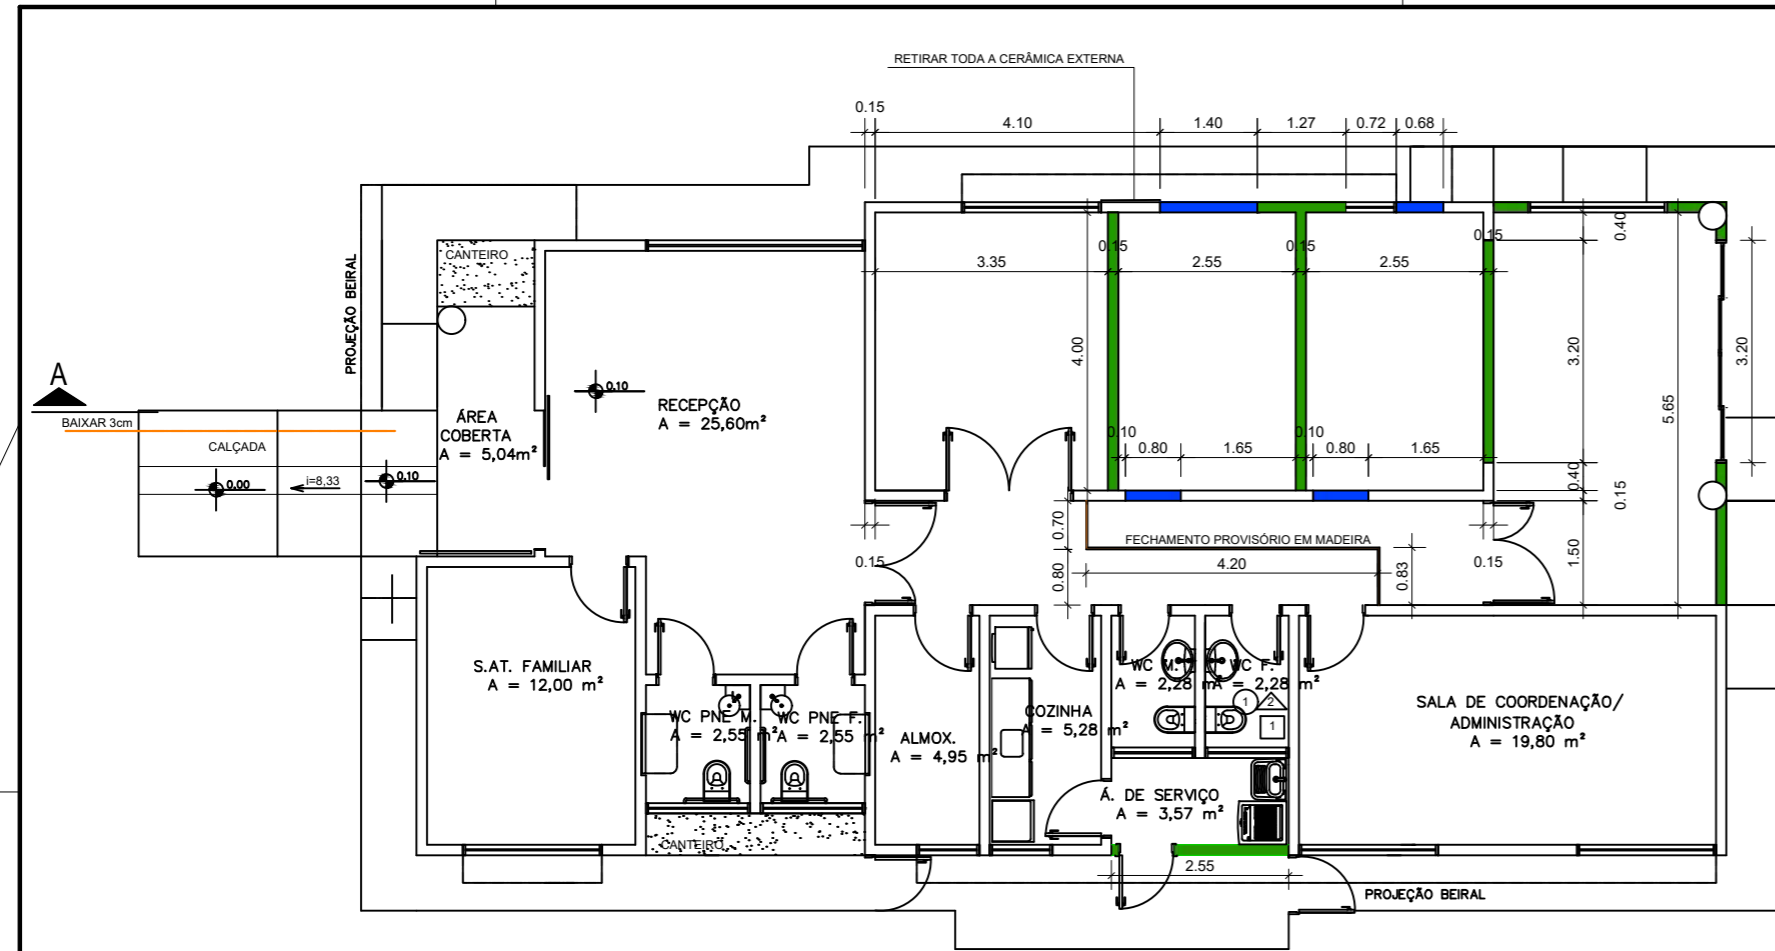 RETIRAR TODA A CERÂMICA EXTERNA
0.15
4.10
1.40
1.27
0.72
0.68
PROJEÇÃO BEIRAL
CANTEIRO
0.15
0.15
0.15
0.40
3.35
2.55
2.55
4.00
3.20
3.20
5.65
A
BAIXAR 3cm
CALÇADA
0.00
i=8,33
0.10
ÁREA
COBERTA
A = 5,04m²
0.10
RECEPÇÃO
A = 25,60m²
0.10
0.80
1.65
0.10
0.80
1.65
0.40
0.15
0.70
0.80
0.15
FECHAMENTO PROVISÓRIO EM MADEIRA
4.20
0.83
0.15
1.50
S.AT. FAMILIAR
A = 12,00 m²
WC PNE M.
A = 2,55 m²
WC PNE F.
A = 2,55 m²
ALMOX.
A = 4,95 m²
COZINHA
A = 5,28 m²
WC M.
A = 2,28 m²
WC F.
A = 2,28 m²
1
2
1
Á. DE SERVIÇO
A = 3,57 m²
SALA DE COORDENAÇÃO/
ADMINISTRAÇÃO
A = 19,80 m²
CANTEIRO
2.55
PROJEÇÃO BEIRAL